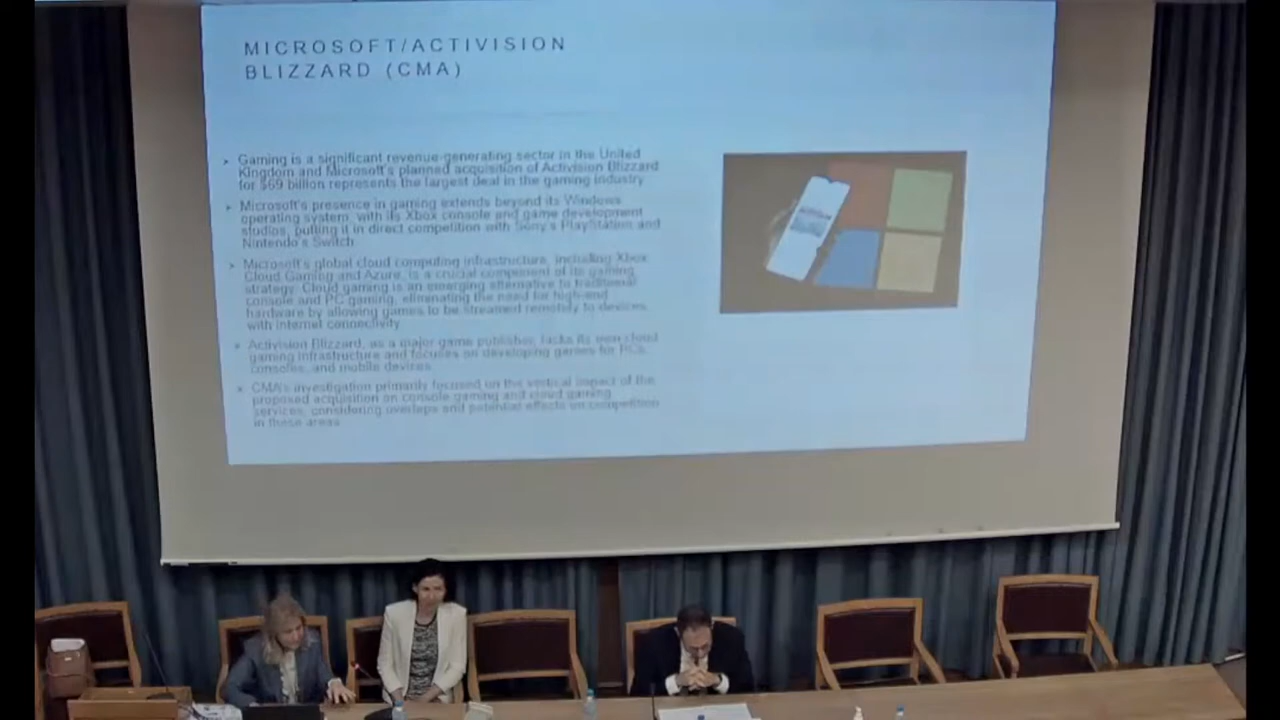 MICROSOFT/ACTIVISION
BLIZZARD (CMA)
Gaming is a significant revenue-generating sector in the United
Kingdom and Microsoft's planned acquisition of Activision Blizzard
for $69 billion represents the largest deal in the gaming industry
Microsoft's presence in gaming extends beyond its Windows
operating system, with its Xbox console and game development
studios, putting it in direct competition with Sony's PlayStation and
Nintendo's Switch
Microsoft's global cloud computing infrastructure, including Xbox
Cloud Gaming and Azure, is a crucial component of its gaming
strategy. Cloud gaming is an emerging alternative to traditional
console and PC gaming, eliminating the need for high-end
hardware by allowing games to be streamed remotely to devices
with internet connectivity
Activision Blizzard, as a major game publisher, lacks its own cloud
gaming infrastructure and focuses on developing games for PCs,
consoles, and mobile devices
CMA's investigation primarily focused on the vertical impact of the
proposed acquisition on console gaming and cloud gaming
services, considering overlaps and potential effects on competition
in these areas